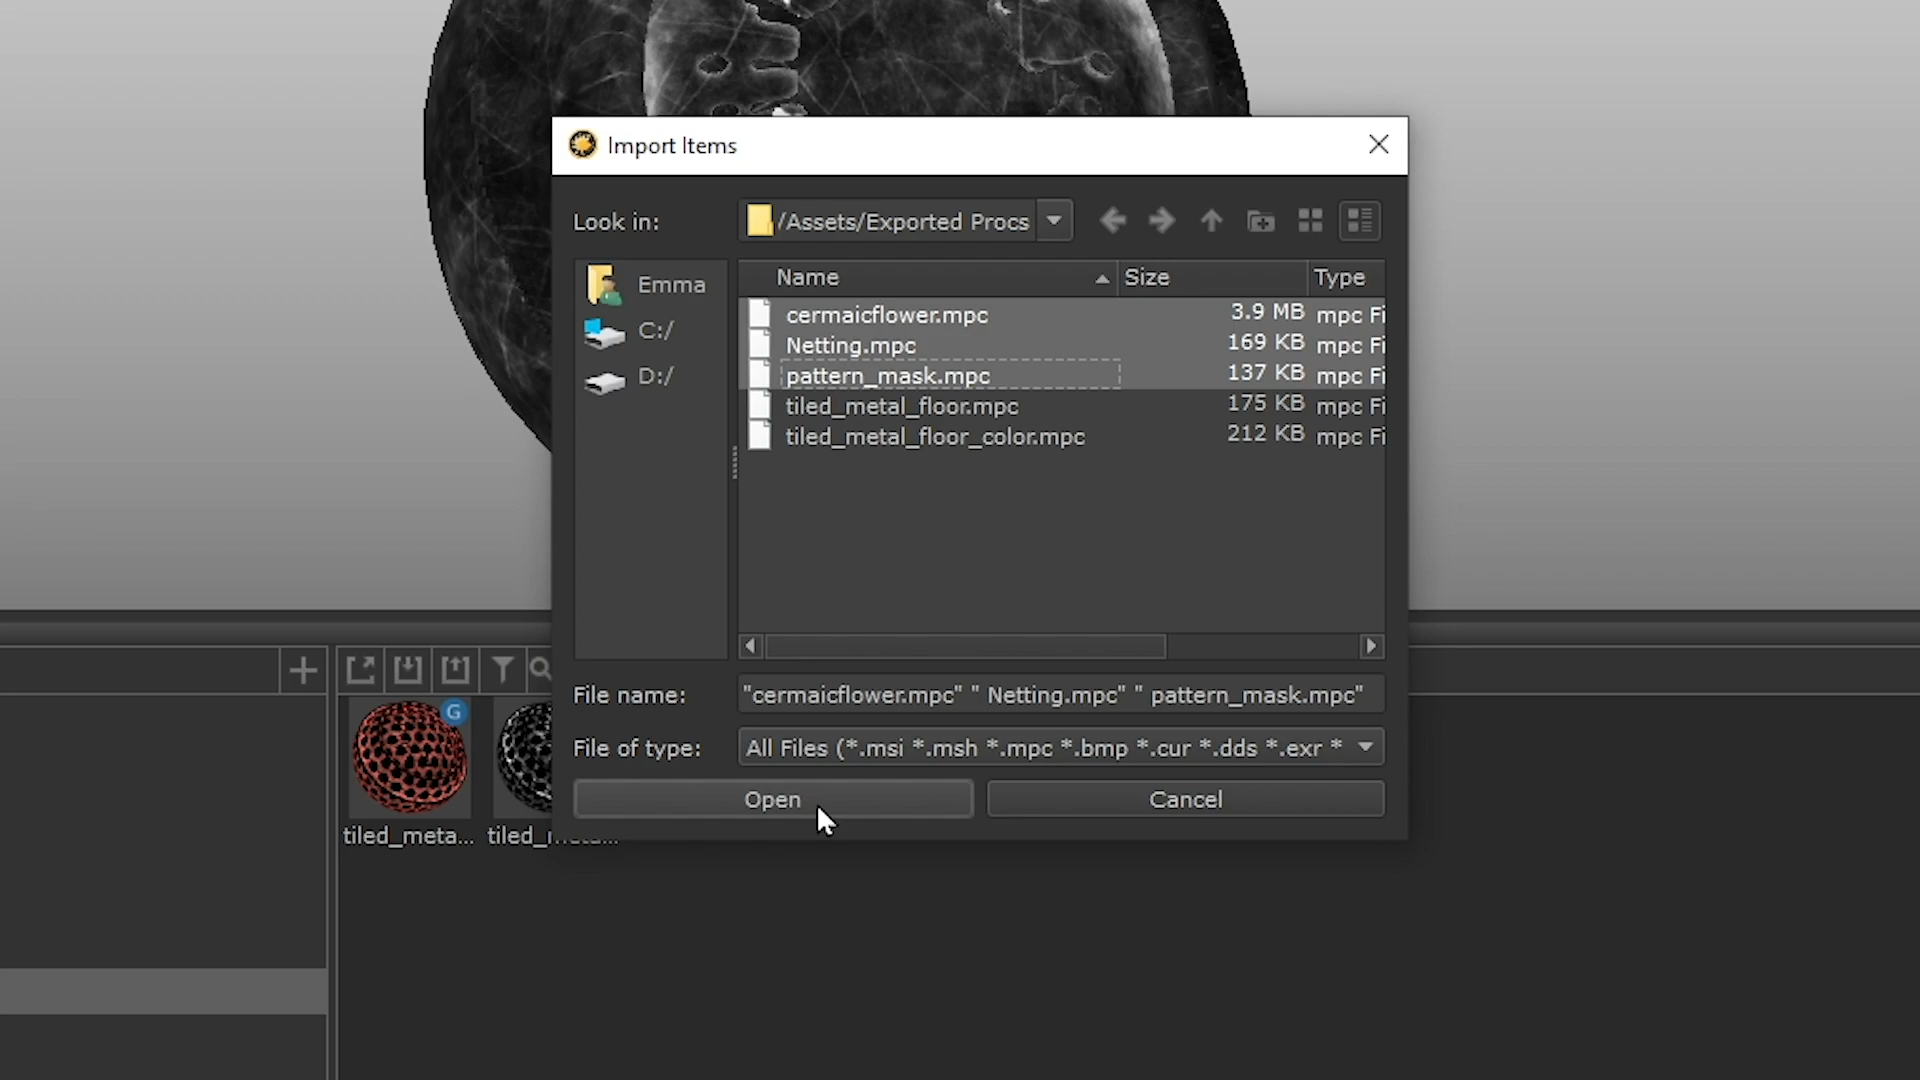 Import Items
Look in:
/Assets/Exported Procs
Emma
C:/
D:/
Name Size Type
cermaicflower.mpc 3.9 MB mpc Fi
Netting.mpc 169 KB mpc Fi
pattern_mask.mpc 137 KB mpc Fi
tiled_metal_floor.mpc 175 KB mpc Fi
tiled_metal_floor_color.mpc 212 KB mpc Fi
File name: "cermaicflower.mpc" " Netting.mpc" " pattern_mask.mpc"
File of type: All Files (*.msi *.msh *.mpc *.bmp *.cur *.dds *.exr *
Open Cancel
G
tiled_meta... tiled_meta...